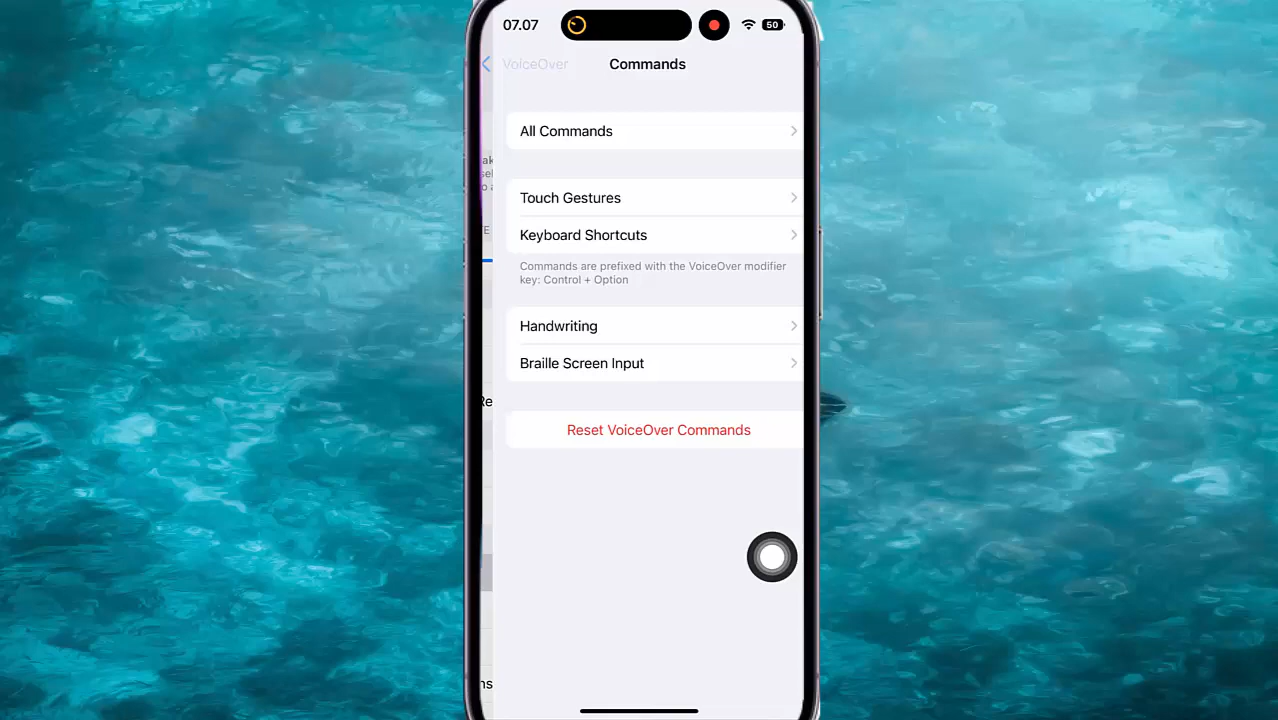 07.07
50
VoiceOver
Commands
All Commands
Touch Gestures
Keyboard Shortcuts
Commands are prefixed with the VoiceOver modifier
key: Control + Option
Handwriting
Braille Screen Input
Reset VoiceOver Commands